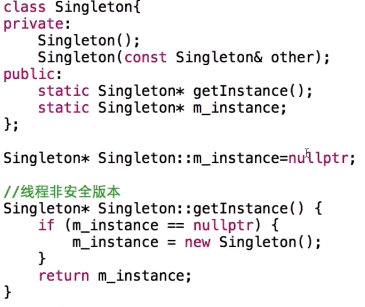 class Singleton{
private:
    Singleton();
    Singleton(const Singleton& other);
public:
    static Singleton* getInstance();
    static Singleton* m_instance;
};
Singleton* Singleton::m_instance=nullptr;
//线程非安全版本
Singleton* Singleton::getInstance() {
    if (m_instance == nullptr) {
        m_instance = new Singleton();
    }
    return m_instance;
}